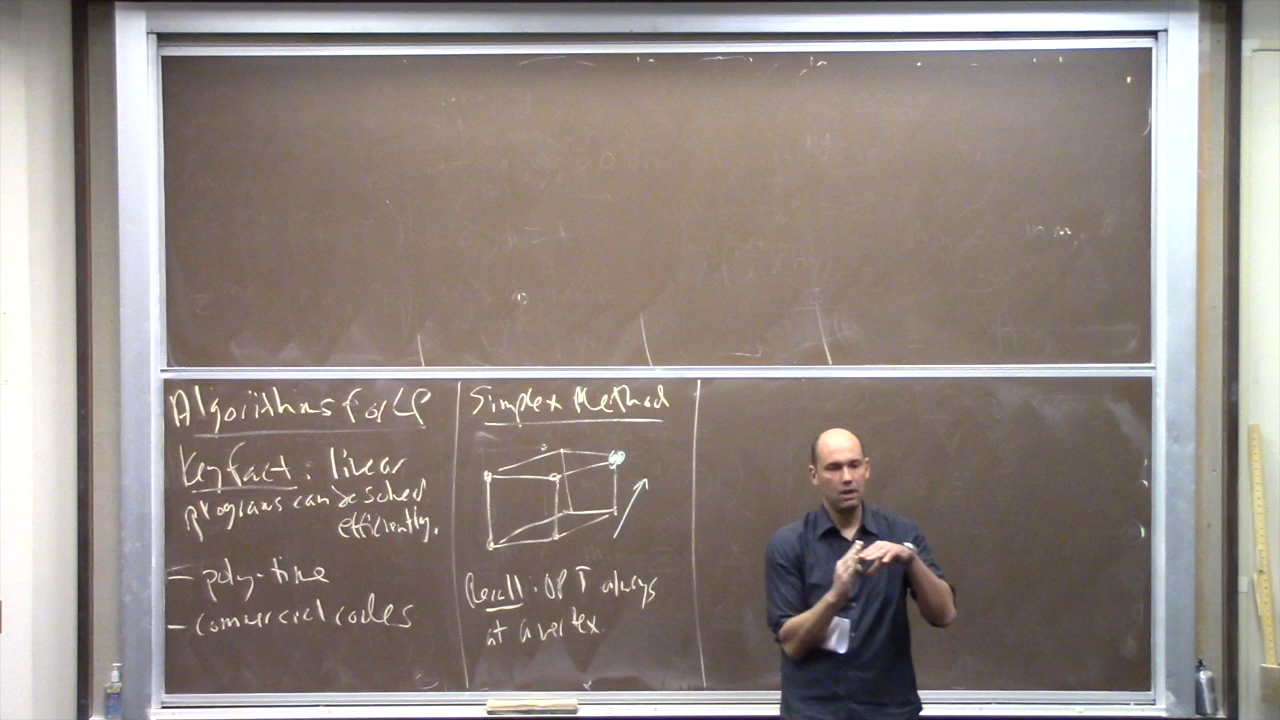 Algorithms for LP
Key Fact: linear
programs can be solved
efficiently.
- poly-time
- commercial codes
Simplex Method
Recall: OPT always
at a vertex.